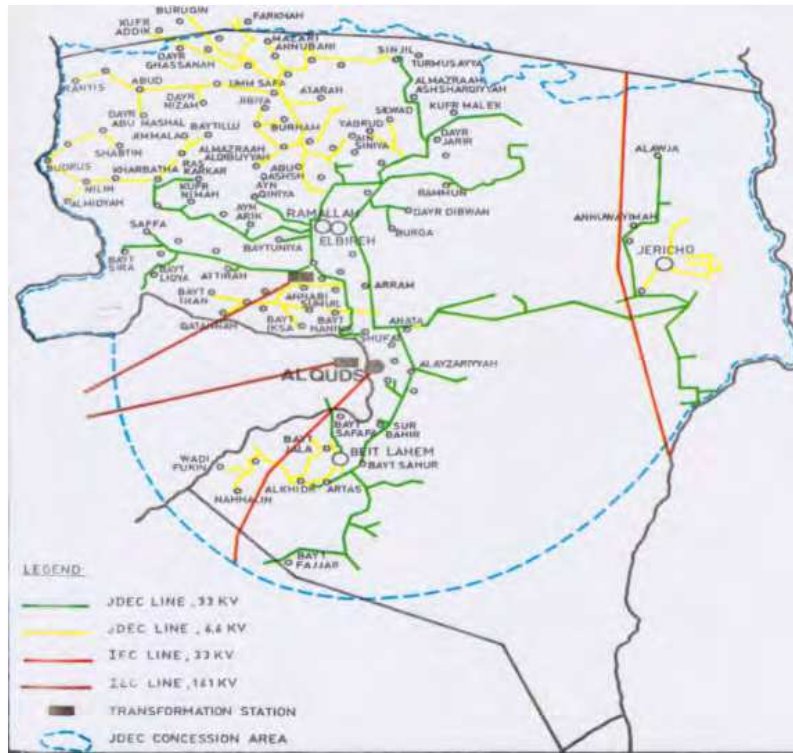 BURUQIN
FARKHAH
KUFR
ADDIK
MAZARI
ANNUBANI
DAYR
GHASSANAH
SINJIL
TURMUSAYYA
RANTIS
ABUD
UMM SAFA
ATARAH
ALMAZRAAH
ASHSHARQIYYAH
DAYR
NIZAM
JIBIYA
SILWAD
KUFR MALEK
DAYR
ABU MASHAL
JAMMALA
BAYTILLU
BURHAM
YABRUD
AIN
SINIYA
DAYR
JARIR
SHABTIN
ALMAZRAAH
ALQIBLIYYAH
ABU
QASHSH
BUDRUS
KHARBATHA
RAS
KARKAR
NILIN
KUFR
NIMAH
AYN
QINIYA
RAMMUN
ALMIDYAH
AYN
ARIK
RAMALLAH
ELBIREH
DAYR DIBWAN
BURQA
ALAWJA
ANNUWAYIMAH
JERICHO
SAFFA
BAYTUNIYA
BAYT
SIRA
BAYT
LIQYA
ATTIRAH
BAYT
INAN
ANNABI
SUMUIL
ARRAM
QATANNAH
BAYT
IKSA
BAYT
HANINA
ANATA
SHUFAT
ALQUDS
ALAYZARIYYAH
BAYT
SAFAFA
SUR
BAHIR
WADI
FUKIN
BAYT
JALA
BEIT LAHEM
BAYT SAHUR
NAHHALIN
ALKHIDR
ARTAS
BAYT
FAJJAR
LEGEND
JDEC LINE , 33 KV
JDEC LINE , 6.6 KV
IEC LINE , 33 KV
IEC LINE , 161 KV
TRANSFORMATION STATION
JDEC CONCESSION AREA